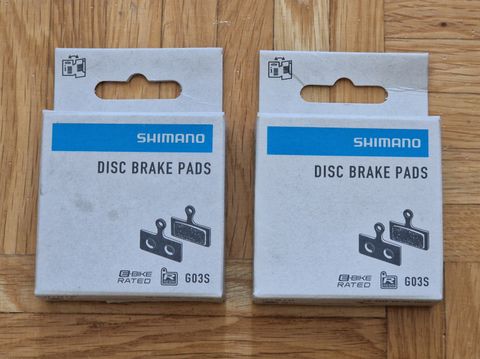 SHIMANO
DISC BRAKE PADS
E-BIKE
RATED
G03S
SHIMANO
DISC BRAKE PADS
E-BIKE
RATED
G03S